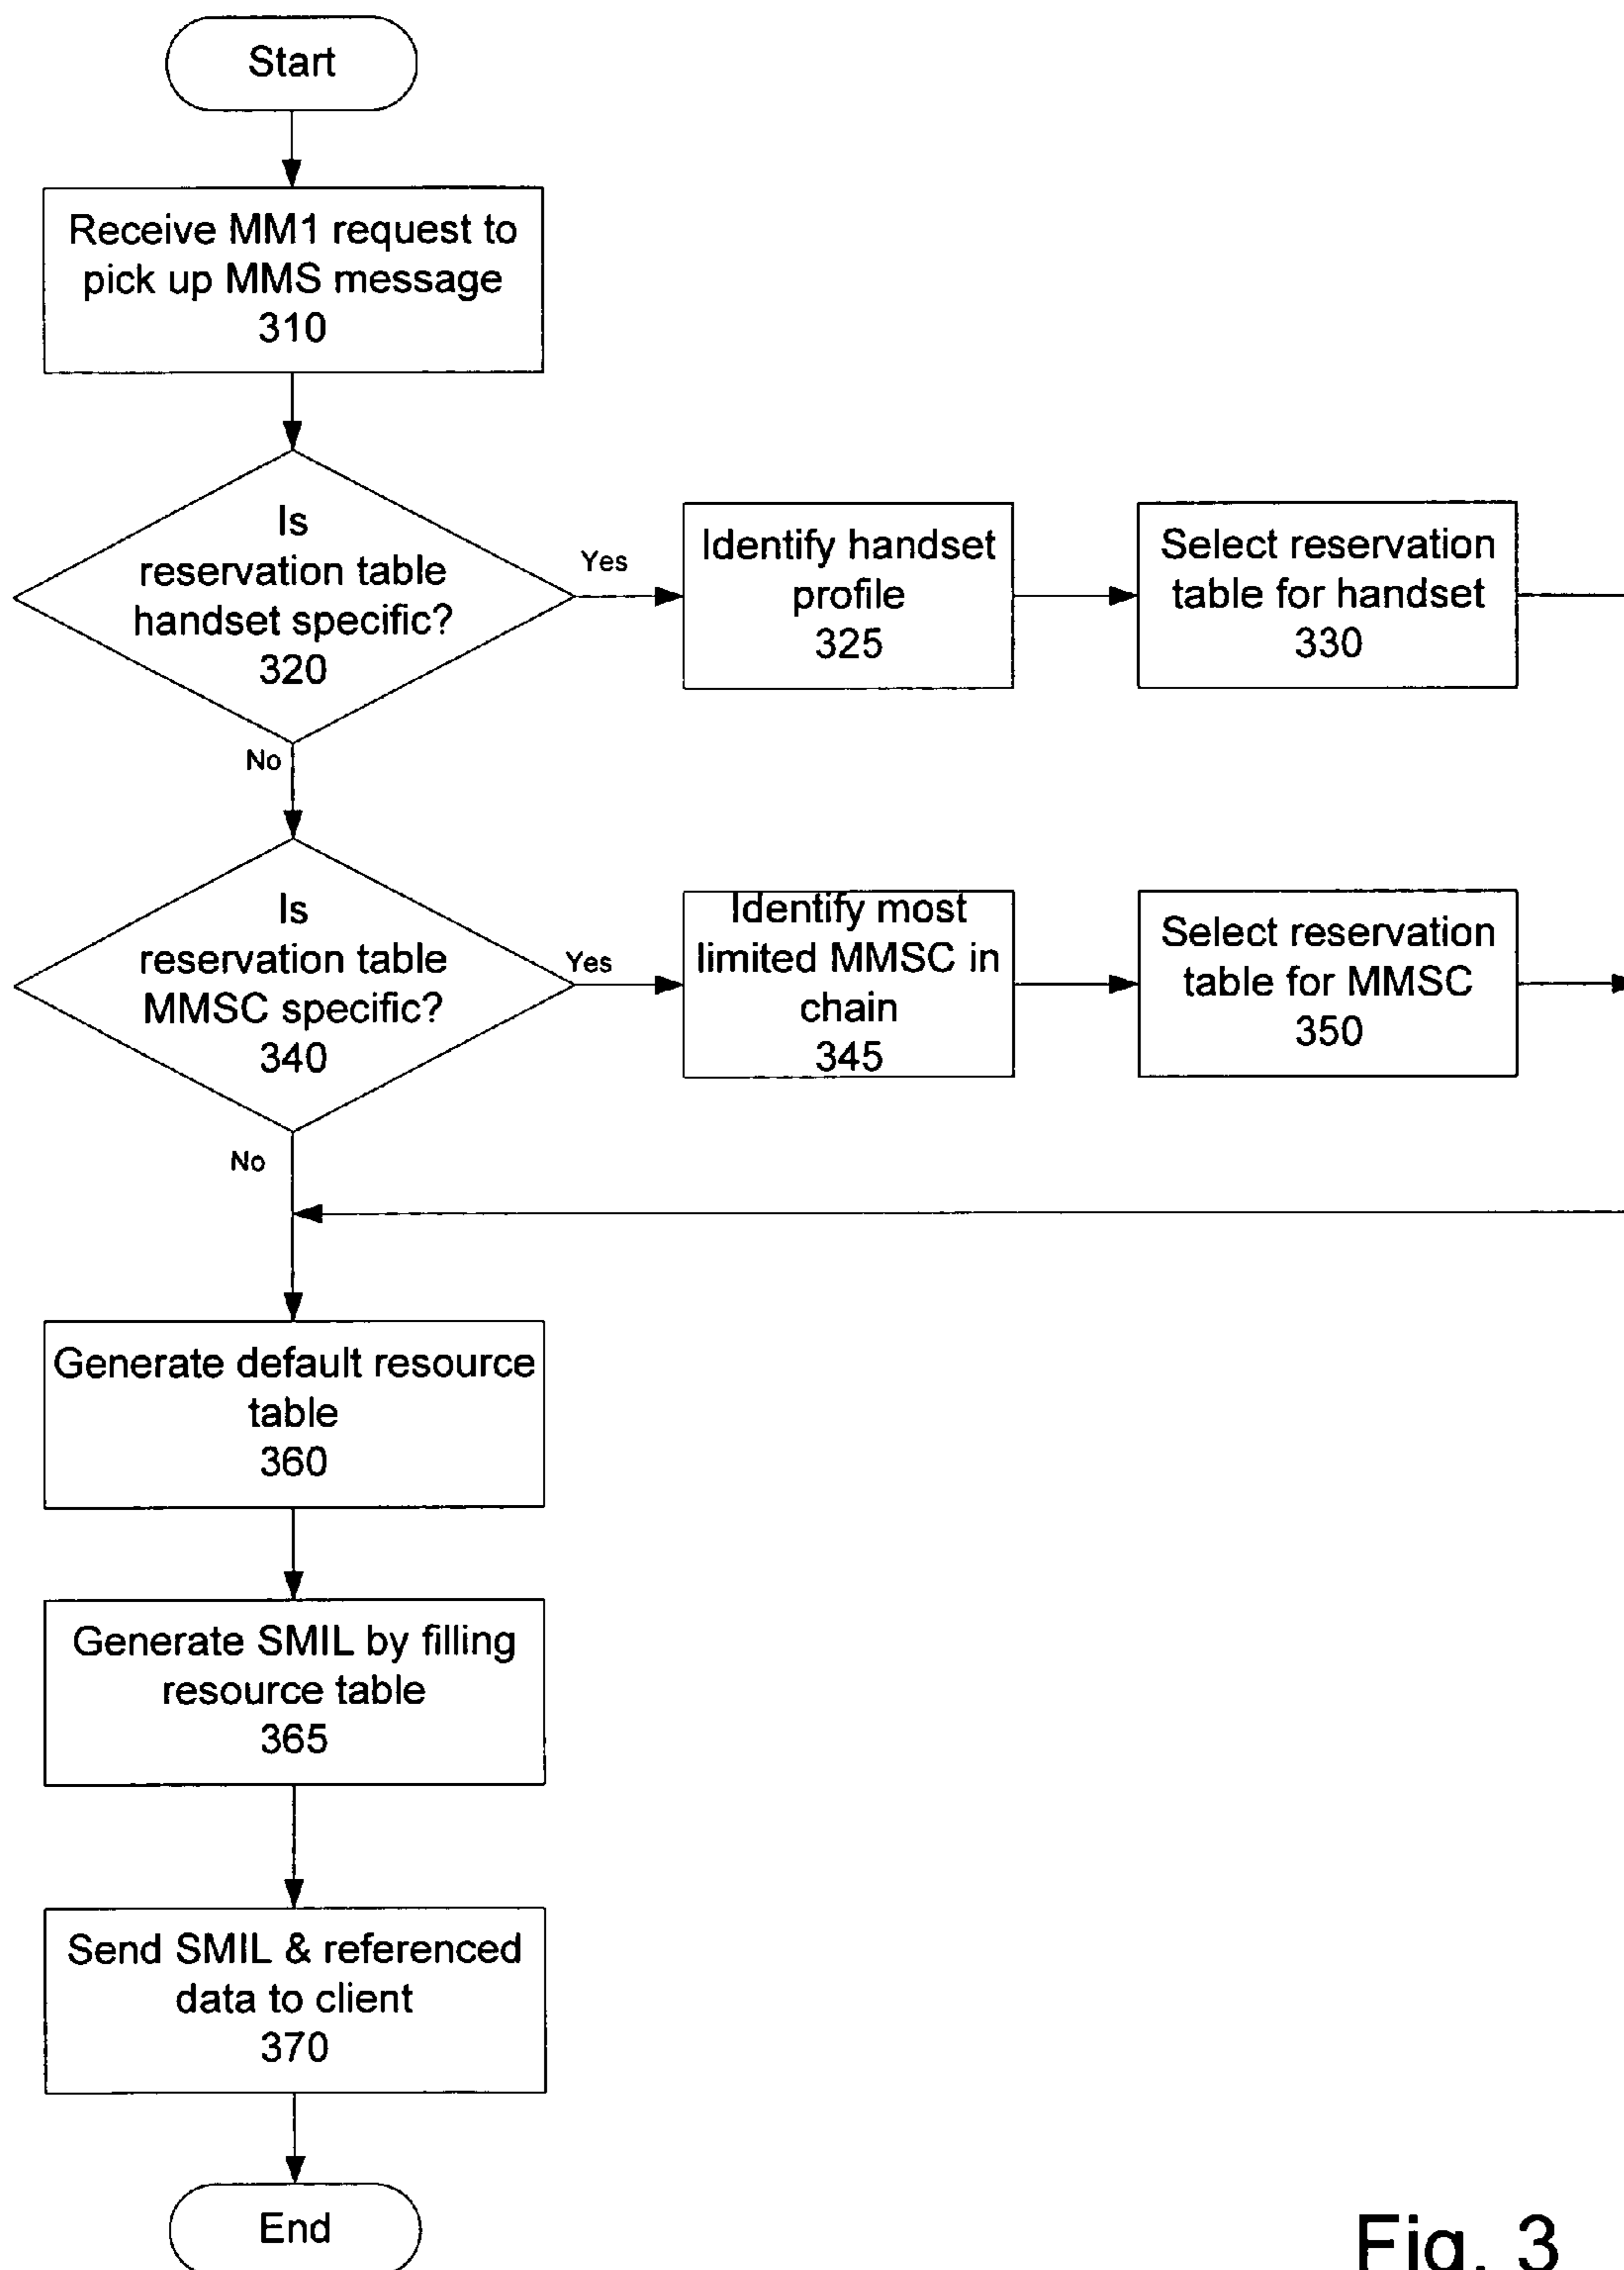 Start
Receive MM1 request to
pick up MMS message
310
Is
reservation table
handset specific?
320
Yes
Identify handset
profile
325
Select reservation
table for handset
330
No
Is
reservation table
MMSC specific?
340
Yes
Identify most
limited MMSC in
chain
345
Select reservation
table for MMSC
350
No
Generate default resource
table
360
Generate SMIL by filling
resource table
365
Send SMIL & referenced
data to client
370
End
Fig. 3